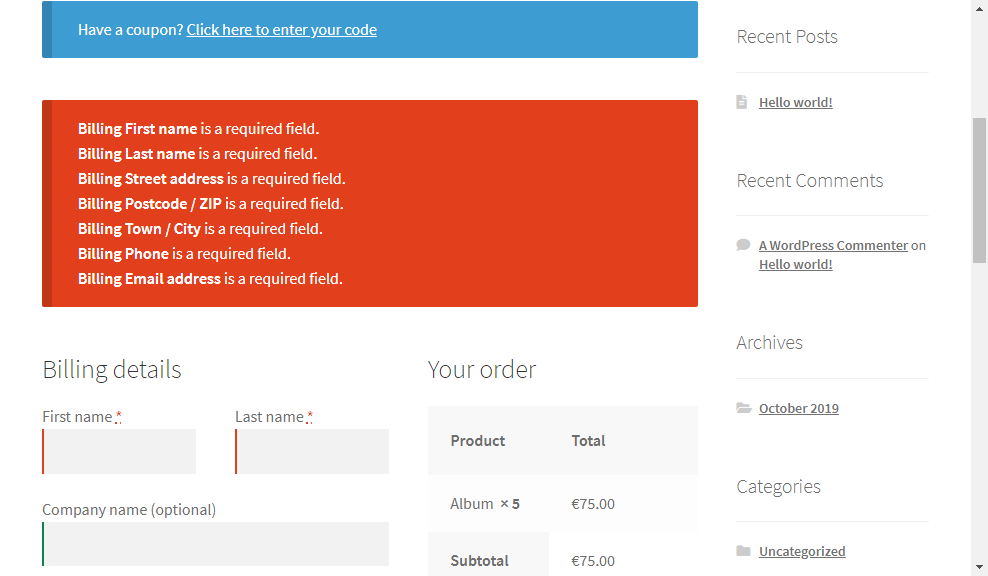 Have a coupon? Click here to enter your code
Billing First name is a required field.
Billing Last name is a required field.
Billing Street address is a required field.
Billing Postcode / ZIP is a required field.
Billing Town / City is a required field.
Billing Phone is a required field.
Billing Email address is a required field.
Billing details
First name *
Last name *
Company name (optional)
Your order
Product Total
Album × 5 €75.00
Subtotal €75.00
Recent Posts
Hello world!
Recent Comments
A WordPress Commenter on
Hello world!
Archives
October 2019
Categories
Uncategorized